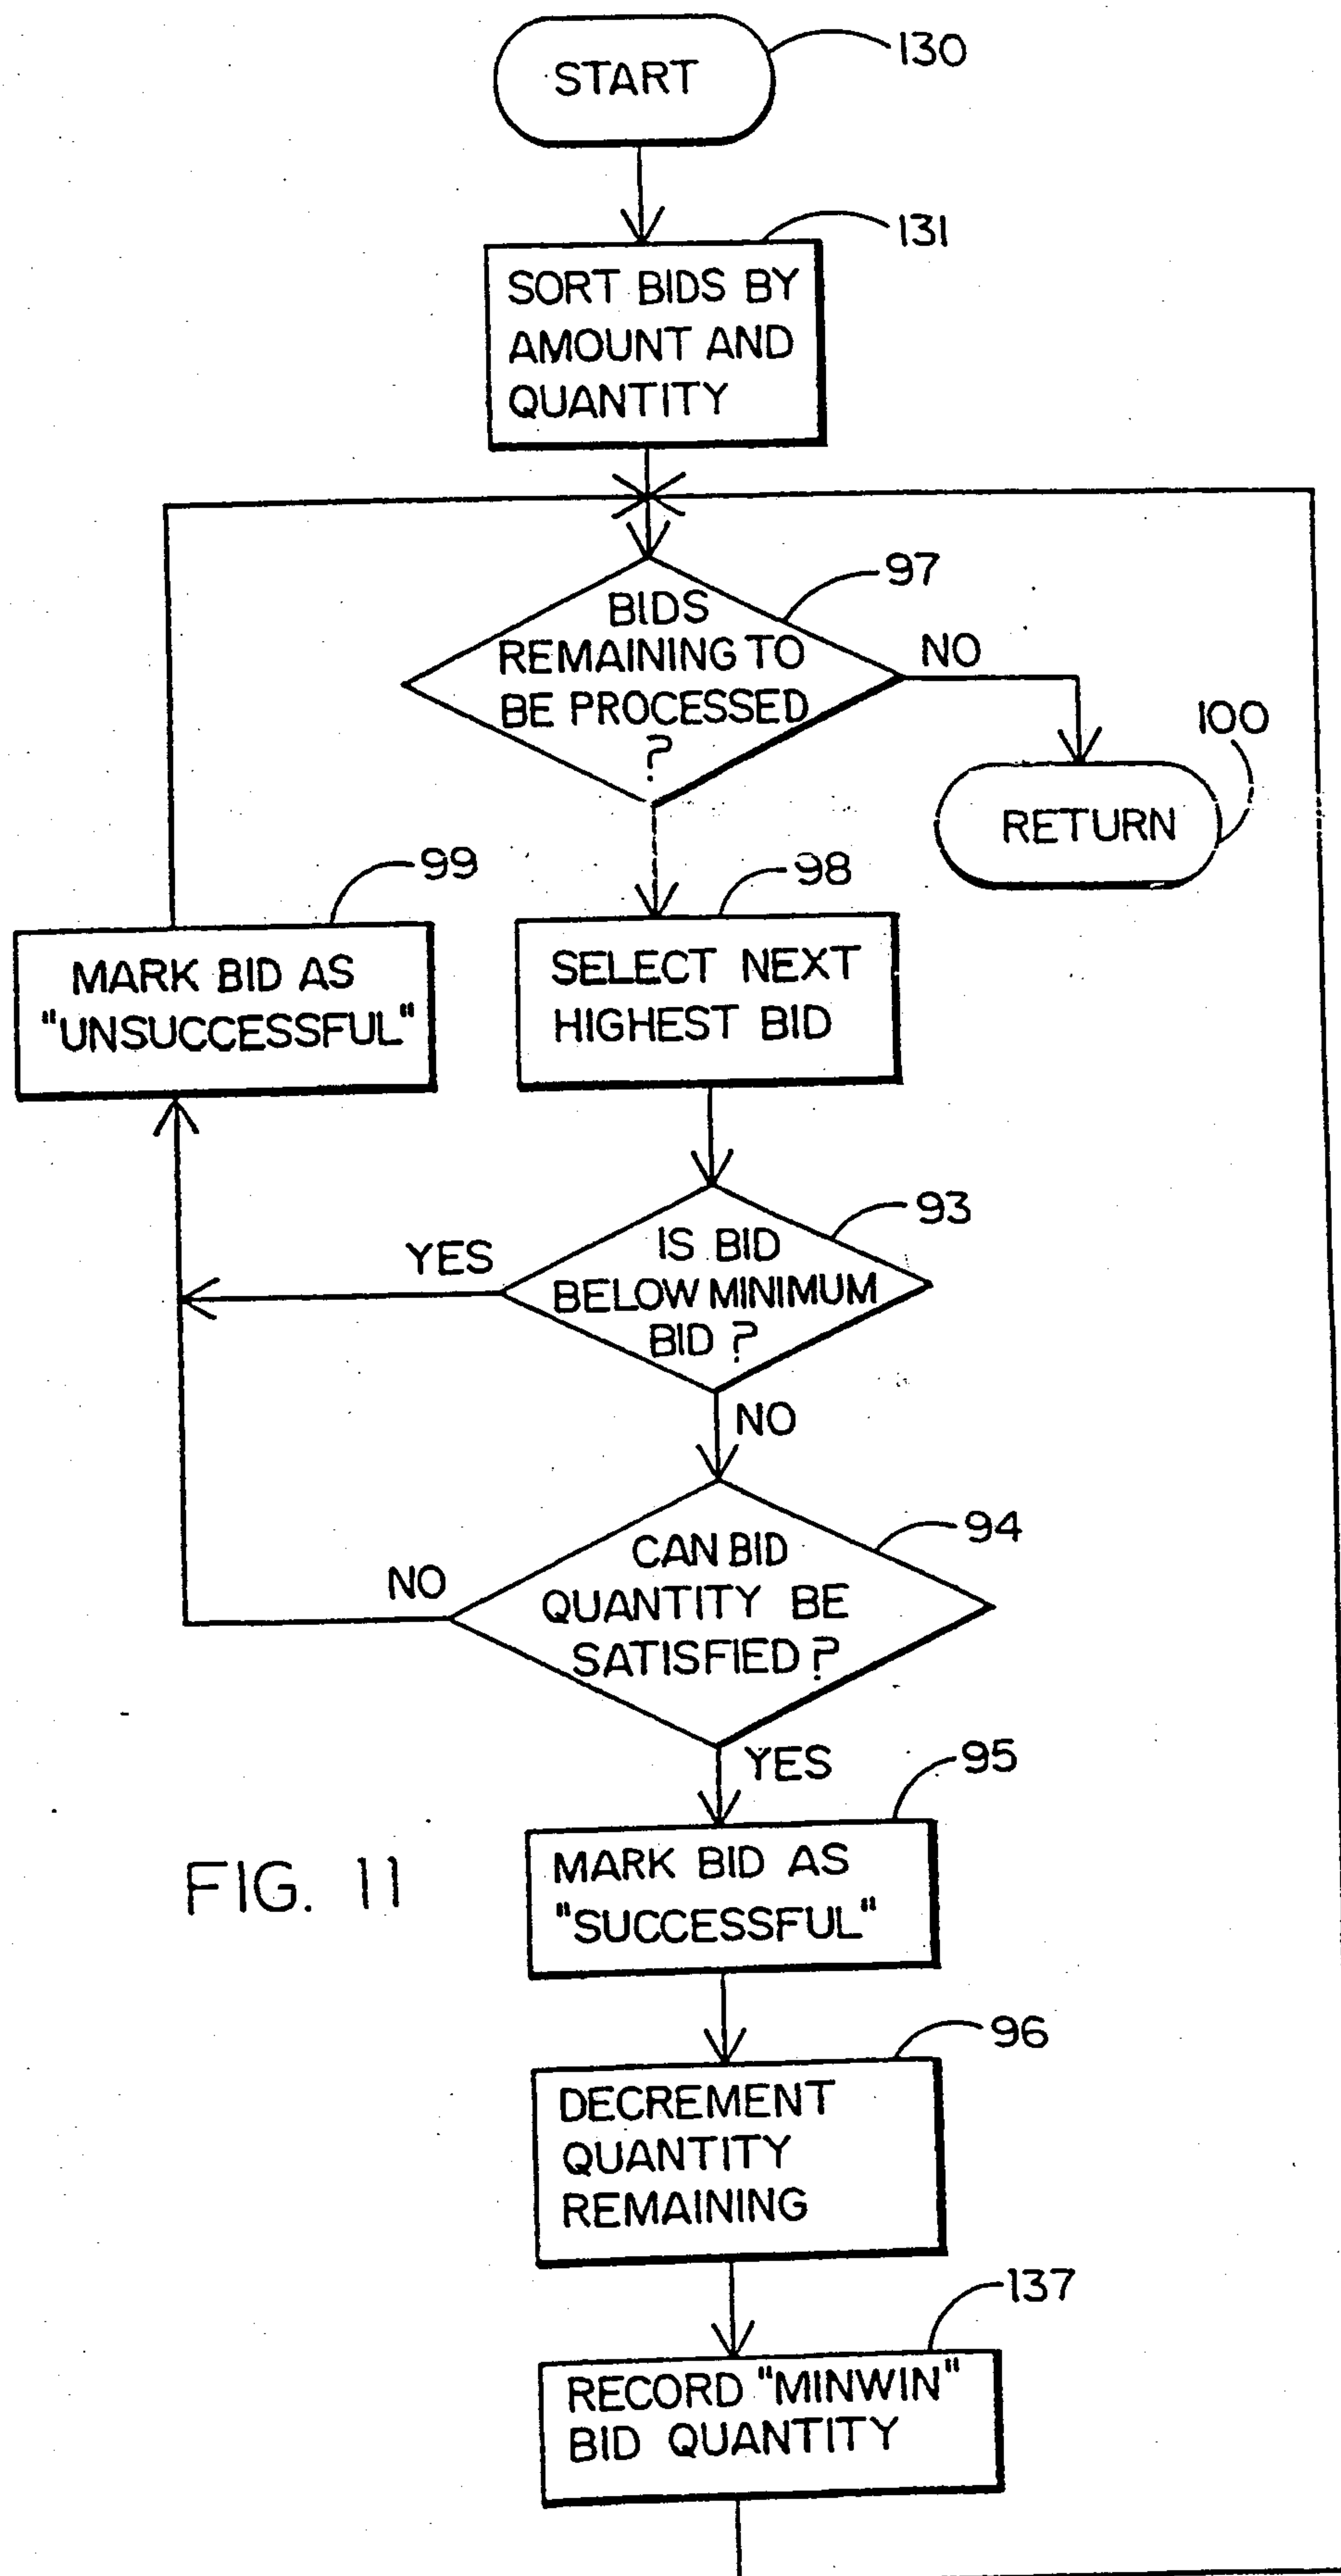 START
130
131
SORT BIDS BY
AMOUNT AND
QUANTITY
97
BIDS
REMAINING TO
BE PROCESSED
?
NO
100
RETURN
99
98
MARK BID AS
"UNSUCCESSFUL"
SELECT NEXT
HIGHEST BID
93
YES
IS BID
BELOW MINIMUM
BID ?
NO
94
NO
CAN BID
QUANTITY BE
SATISFIED ?
YES
95
MARK BID AS
"SUCCESSFUL"
FIG. 11
96
DECREMENT
QUANTITY
REMAINING
137
RECORD "MINWIN"
BID QUANTITY